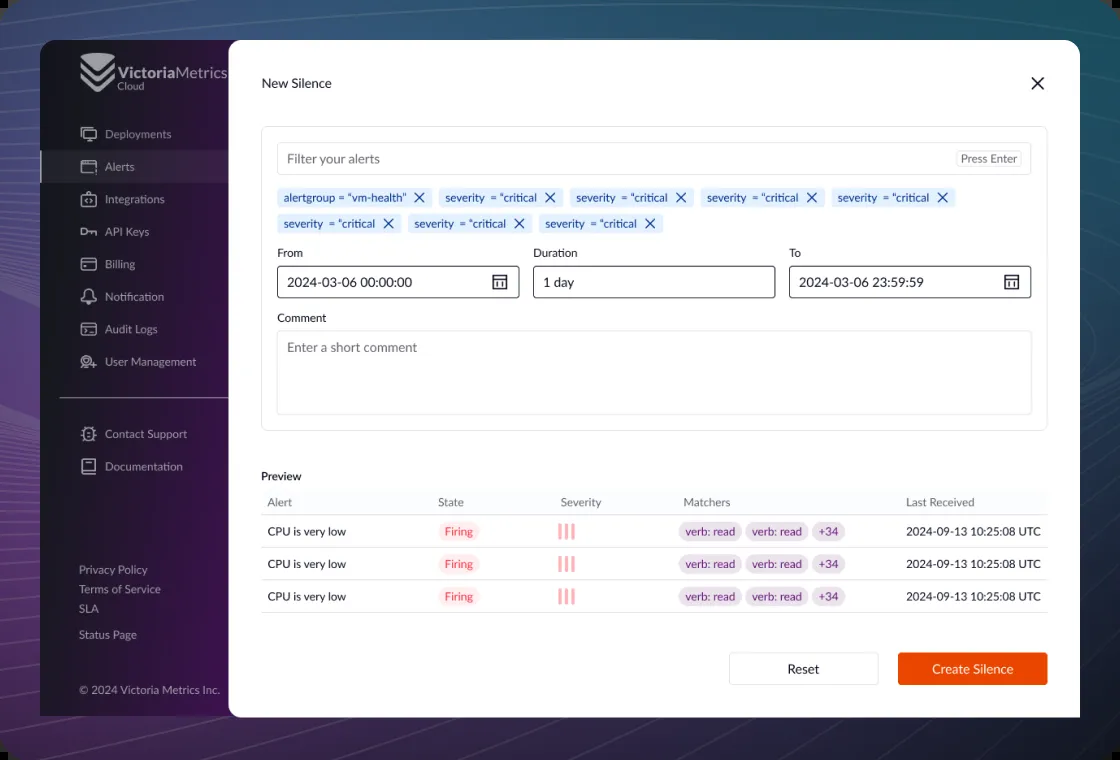 VictoriaMetrics
Cloud
Deployments
Alerts
Integrations
API Keys
Billing
Notification
Audit Logs
User Management
Contact Support
Documentation
Privacy Policy
Terms of Service
SLA
Status Page
© 2024 Victoria Metrics Inc.
New Silence
Filter your alerts Press Enter
alertgroup = “vm-health” severity = “critical severity = “critical severity = “critical severity = “critical
severity = “critical severity = “critical severity = “critical
From Duration To
2024-03-06 00:00:00 1 day 2024-03-06 23:59:59
Comment
Enter a short comment
Preview
Alert State Severity Matchers Last Received
CPU is very low Firing verb: read verb: read +34 2024-09-13 10:25:08 UTC
CPU is very low Firing verb: read verb: read +34 2024-09-13 10:25:08 UTC
CPU is very low Firing verb: read verb: read +34 2024-09-13 10:25:08 UTC
Reset Create Silence